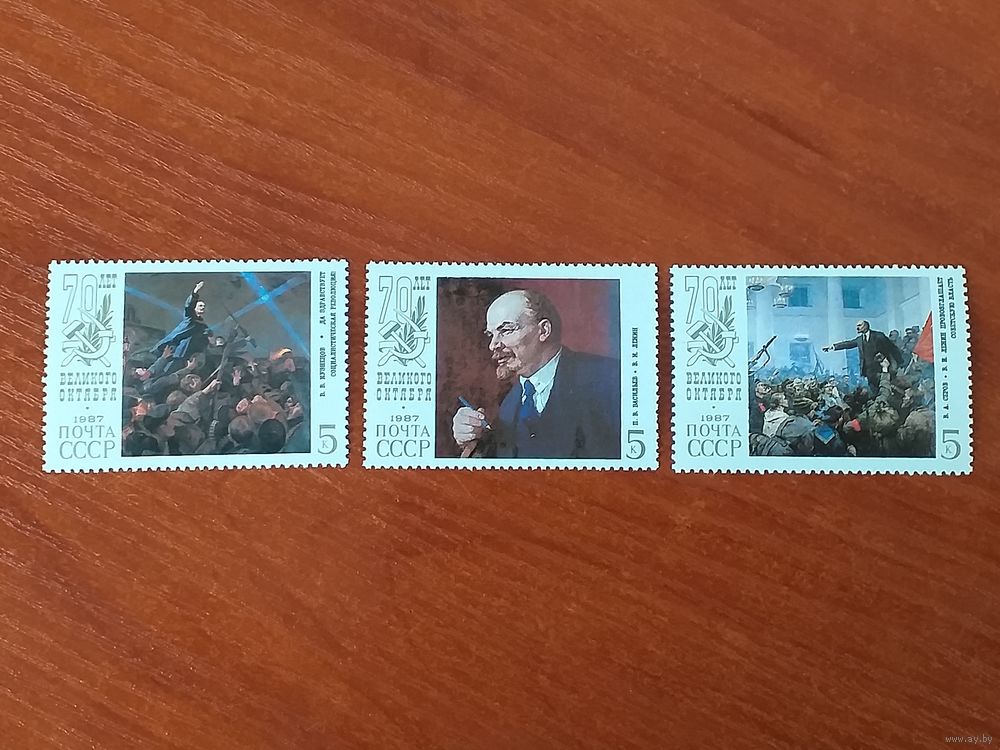 70 ЛЕТ
ВЕЛИКОГО
ОКТЯБРЯ
1987
ПОЧТА
СССР
В. В. КУЗНЕЦОВ • ДА ЗДРАВСТВУЕТ
СОЦИАЛИСТИЧЕСКАЯ РЕВОЛЮЦИЯ!
5 К
70 ЛЕТ
ВЕЛИКОГО
ОКТЯБРЯ
1987
ПОЧТА
СССР
П. В. ВАСИЛЬЕВ • В. И. ЛЕНИН
5 К
70 ЛЕТ
ВЕЛИКОГО
ОКТЯБРЯ
1987
ПОЧТА
СССР
В. А. СЕРОВ • В. И. ЛЕНИН ПРОВОЗГЛАШАЕТ
СОВЕТСКУЮ ВЛАСТЬ
5 К
www.ay.by